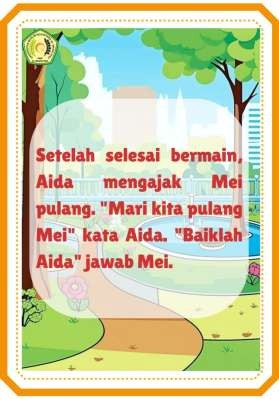 Setelah selesai bermain,
Aida mengajak Mei
pulang. "Mari kita pulang
Mei" kata Aida. "Baiklah
Aida" jawab Mei.